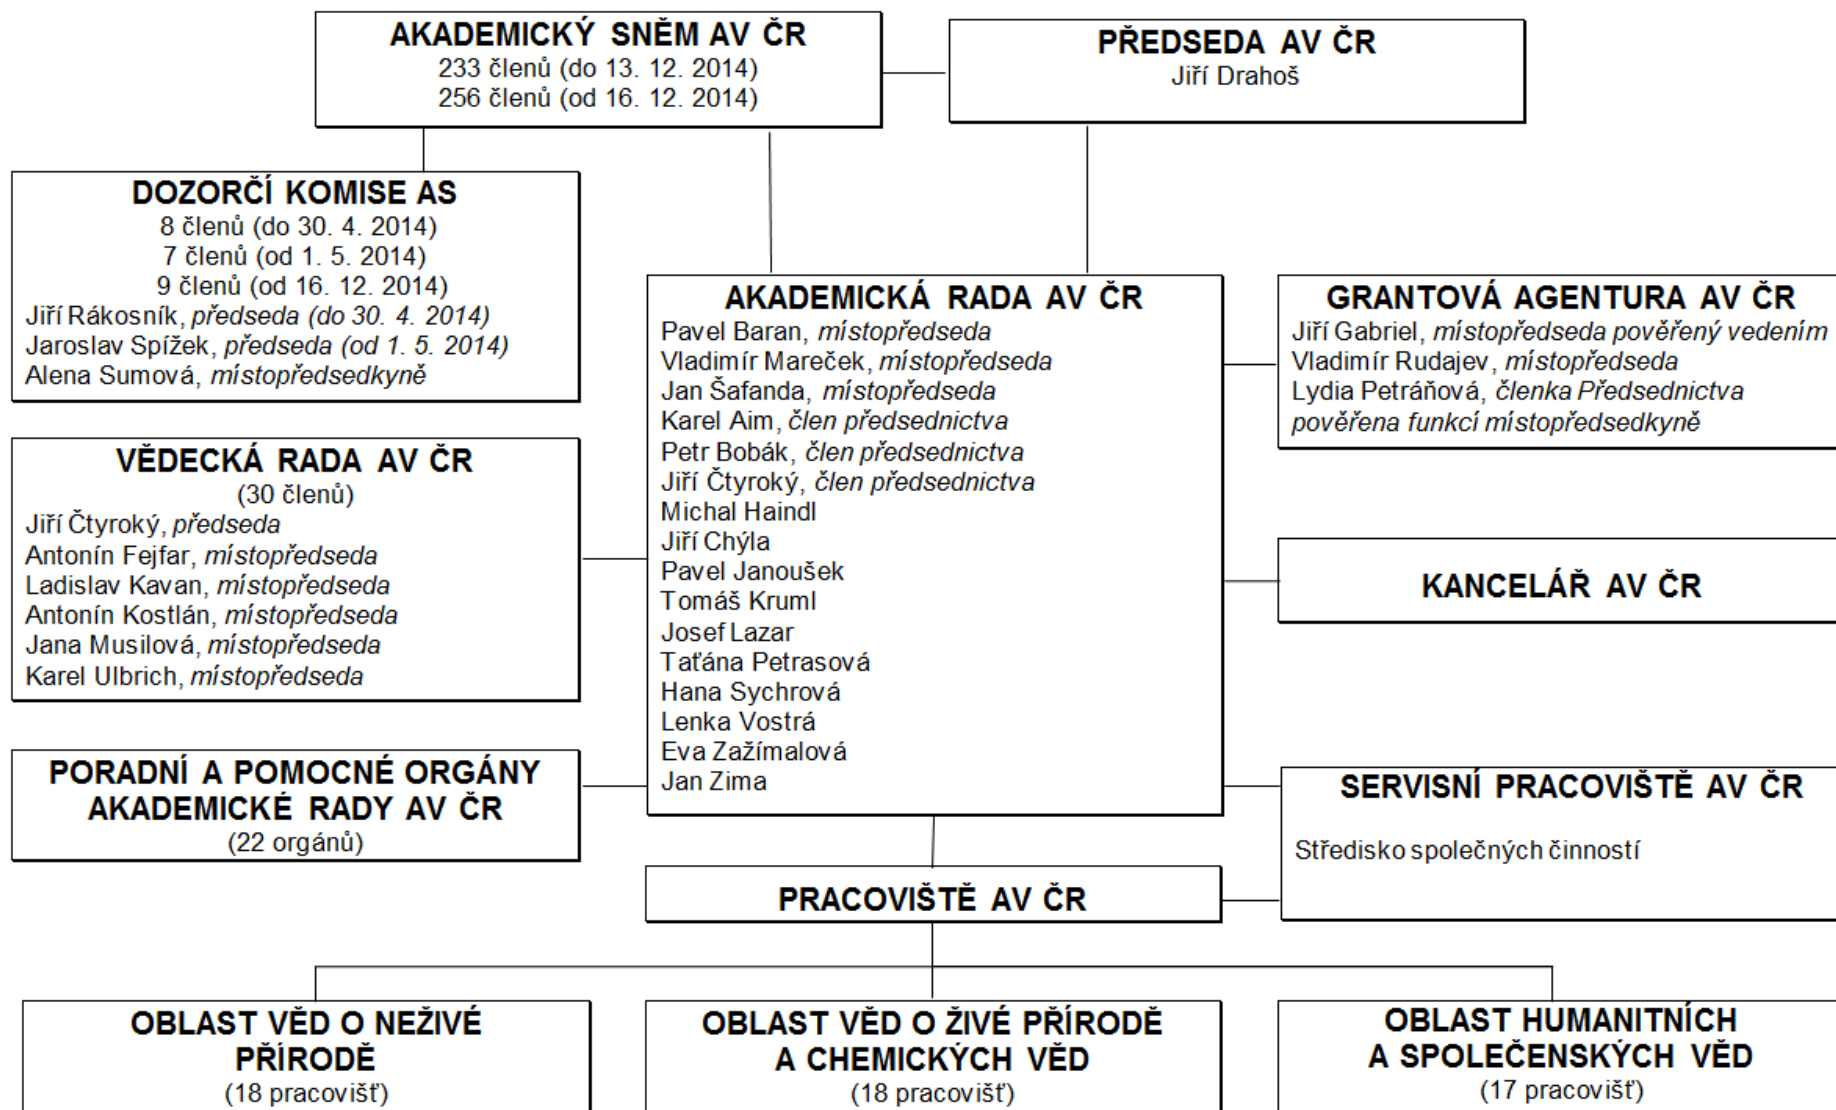 AKADEMICKÝ SNĚM AV ČR
233 členů (do 13. 12. 2014)
256 členů (od 16. 12. 2014)
PŘEDSEDA AV ČR
Jiří Drahoš
DOZORČÍ KOMISE AS
8 členů (do 30. 4. 2014)
7 členů (od 1. 5. 2014)
9 členů (od 16. 12. 2014)
Jiří Rákosník, předseda (do 30. 4. 2014)
Jaroslav Spížek, předseda (od 1. 5. 2014)
Alena Sumová, místopředsedkyně
AKADEMICKÁ RADA AV ČR
Pavel Baran, místopředseda
Vladimír Mareček, místopředseda
Jan Šafanda, místopředseda
Karel Aim, člen předsednictva
Petr Bobák, člen předsednictva
Jiří Čtyroký, člen předsednictva
Michal Haindl
Jiří Chýla
Pavel Janoušek
Tomáš Kruml
Josef Lazar
Taťána Petrasová
Hana Sychrová
Lenka Vostrá
Eva Zažímalová
Jan Zima
GRANTOVÁ AGENTURA AV ČR
Jiří Gabriel, místopředseda pověřený vedením
Vladimír Rudajev, místopředseda
Lydia Petráňová, členka Předsednictva
pověřena funkcí místopředsedkyně
VĚDECKÁ RADA AV ČR
(30 členů)
Jiří Čtyroký, předseda
Antonín Fejfar, místopředseda
Ladislav Kavan, místopředseda
Antonín Kostlán, místopředseda
Jana Musilová, místopředseda
Karel Ulbrich, místopředseda
KANCELÁŘ AV ČR
PORADNÍ A POMOCNÉ ORGÁNY
AKADEMICKÉ RADY AV ČR
(22 orgánů)
SERVISNÍ PRACOVIŠTĚ AV ČR
Středisko společných činností
PRACOVIŠTĚ AV ČR
OBLAST VĚD O NEŽIVÉ
PŘÍRODĚ
(18 pracovišť)
OBLAST VĚD O ŽIVÉ PŘÍRODĚ
A CHEMICKÝCH VĚD
(18 pracovišť)
OBLAST HUMANITNÍCH
A SPOLEČENSKÝCH VĚD
(17 pracovišť)